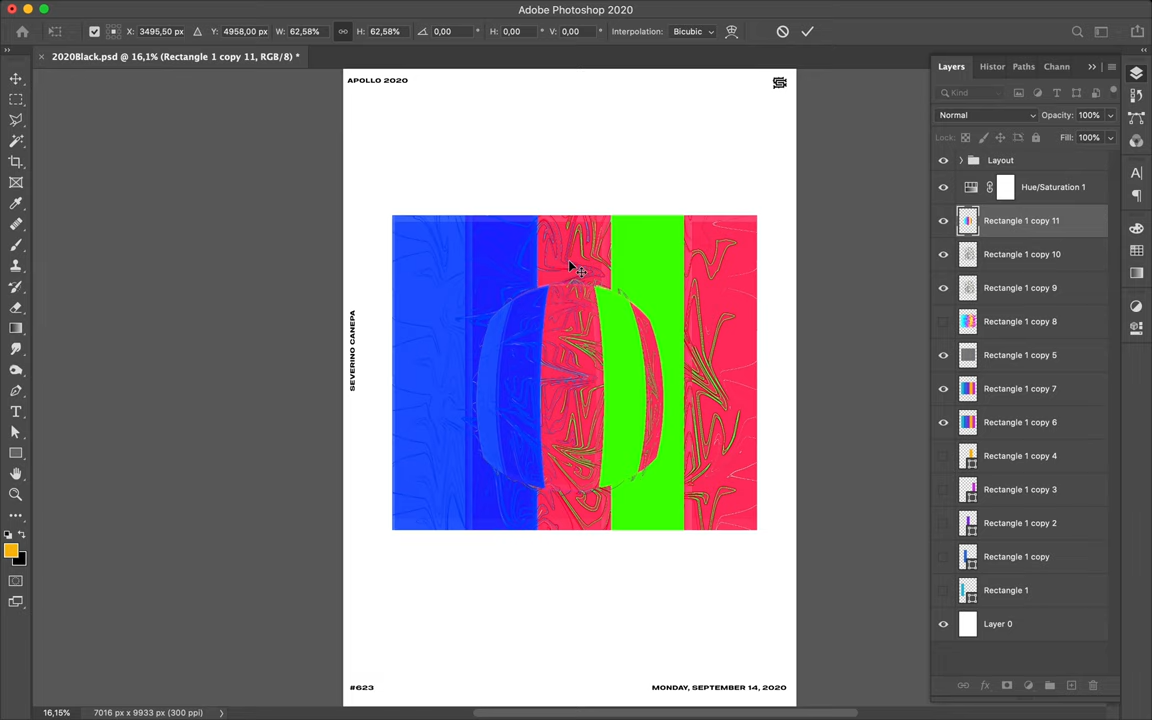 Adobe Photoshop 2020
X: 3495,50 px Y: 4958,00 px W: 62,58% H: 62,58% 0,00 ° H: 0,00 ° V: 0,00 ° Interpolation: Bicubic
× 2020Black.psd @ 16,1% (Rectangle 1 copy 11, RGB/8) *
Layers Histor Paths Chann
Kind
Normal Opacity: 100%
Lock: Fill: 100%
Layout
Hue/Saturation 1
Rectangle 1 copy 11
Rectangle 1 copy 10
Rectangle 1 copy 9
Rectangle 1 copy 8
Rectangle 1 copy 5
Rectangle 1 copy 7
Rectangle 1 copy 6
Rectangle 1 copy 4
Rectangle 1 copy 3
Rectangle 1 copy 2
Rectangle 1 copy
Rectangle 1
Layer 0
APOLLO 2020
SEVERINO CANEPA
#623 MONDAY, SEPTEMBER 14, 2020
16,15% 7016 px x 9933 px (300 ppi)